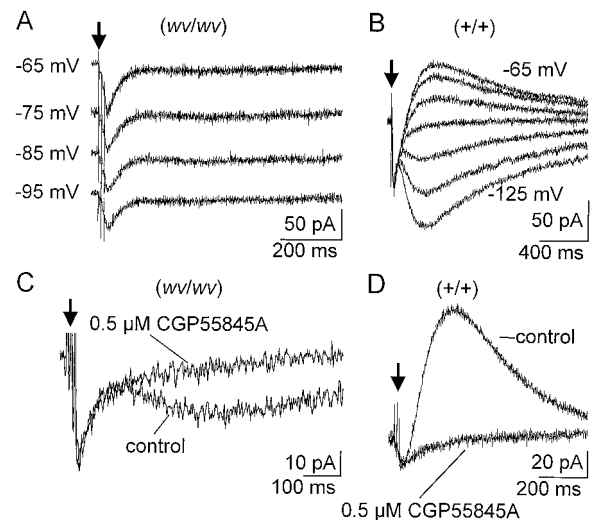 A
(wv/wv)
-65 mV
-75 mV
-85 mV
-95 mV
50 pA
200 ms
B
(+/+)
-65 mV
-125 mV
50 pA
400 ms
C
(wv/wv)
0.5 µM CGP55845A
control
10 pA
100 ms
D
(+/+)
control
20 pA
200 ms
0.5 µM CGP55845A